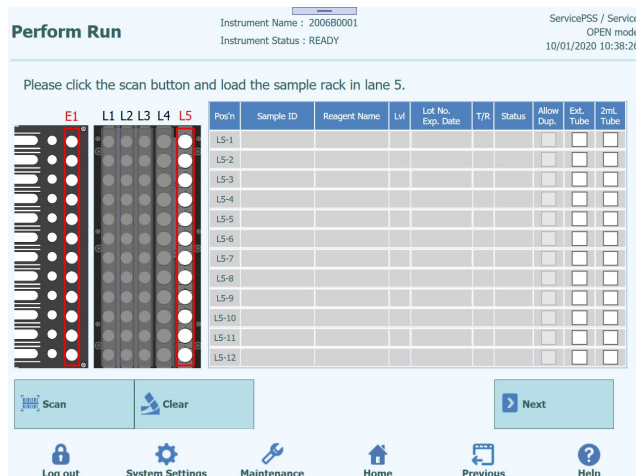 Perform Run
Instrument Name : 2006B0001
Instrument Status : READY
ServicePSS / Service
OPEN mode
10/01/2020 10:38:26
Please click the scan button and load the sample rack in lane 5.
E1 L1 L2 L3 L4 L5
Pos'n Sample ID Reagent Name Lvl Lot No. Exp. Date T/R Status Allow Dup. Ext. Tube 2mL Tube
L5-1
L5-2
L5-3
L5-4
L5-5
L5-6
L5-7
L5-8
L5-9
L5-10
L5-11
L5-12
Scan Clear Next
Log out System Settings Maintenance Home Previous Help